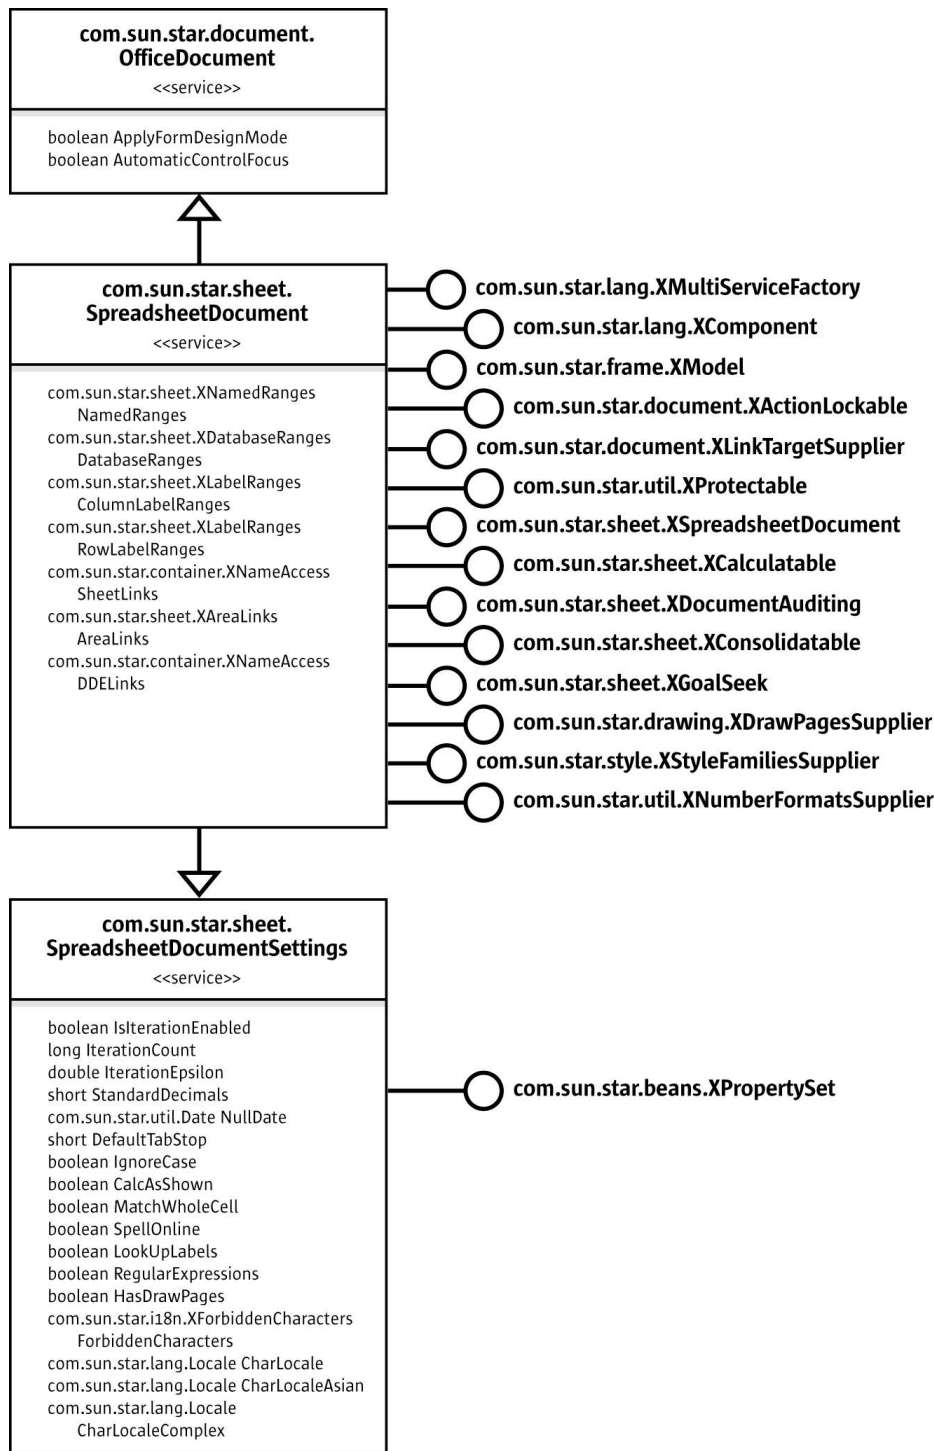 com.sun.star.document.
OfficeDocument
<<service>>
boolean ApplyFormDesignMode
boolean AutomaticControlFocus
com.sun.star.sheet.
SpreadsheetDocument
<<service>>
com.sun.star.sheet.XNamedRanges
NamedRanges
com.sun.star.sheet.XDatabaseRanges
DatabaseRanges
com.sun.star.sheet.XLabelRanges
ColumnLabelRanges
com.sun.star.sheet.XLabelRanges
RowLabelRanges
com.sun.star.container.XNameAccess
SheetLinks
com.sun.star.sheet.XAreaLinks
AreaLinks
com.sun.star.container.XNameAccess
DDELinks
com.sun.star.lang.XMultiServiceFactory
com.sun.star.lang.XComponent
com.sun.star.frame.XModel
com.sun.star.document.XActionLockable
com.sun.star.document.XLinkTargetSupplier
com.sun.star.util.XProtectable
com.sun.star.sheet.XSpreadsheetDocument
com.sun.star.sheet.XCalculatable
com.sun.star.sheet.XDocumentAuditing
com.sun.star.sheet.XConsolidatable
com.sun.star.sheet.XGoalSeek
com.sun.star.drawing.XDrawPagesSupplier
com.sun.star.style.XStyleFamiliesSupplier
com.sun.star.util.XNumberFormatsSupplier
com.sun.star.sheet.
SpreadsheetDocumentSettings
<<service>>
boolean IsIterationEnabled
long IterationCount
double IterationEpsilon
short StandardDecimals
com.sun.star.util.Date NullDate
short DefaultTabStop
boolean IgnoreCase
boolean CalcAsShown
boolean MatchWholeCell
boolean SpellOnline
boolean LookUpLabels
boolean RegularExpressions
boolean HasDrawPages
com.sun.star.i18n.XForbiddenCharacters
ForbiddenCharacters
com.sun.star.lang.Locale CharLocale
com.sun.star.lang.Locale CharLocaleAsian
com.sun.star.lang.Locale
CharLocaleComplex
com.sun.star.beans.XPropertySet